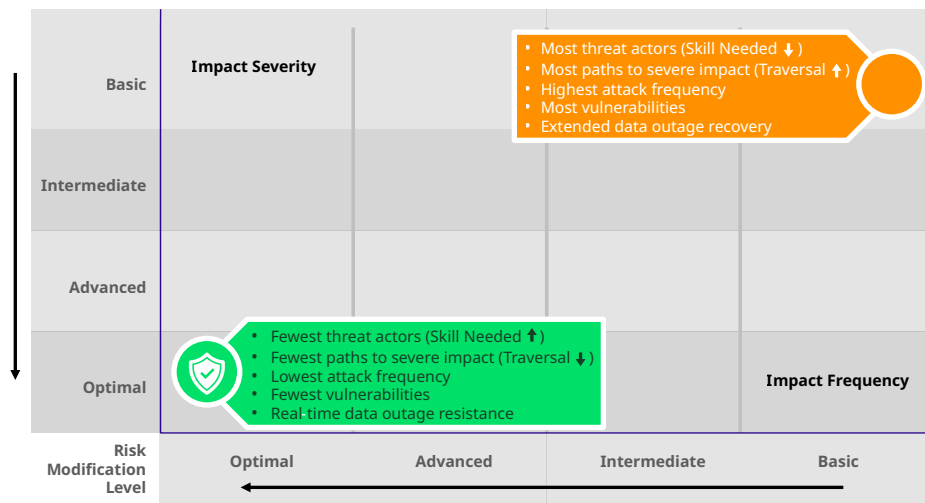 Impact Severity
Basic
Intermediate
Advanced
Optimal
• Most threat actors (Skill Needed ↓)
• Most paths to severe impact (Traversal ↑)
• Highest attack frequency
• Most vulnerabilities
• Extended data outage recovery
• Fewest threat actors (Skill Needed ↑)
• Fewest paths to severe impact (Traversal ↓)
• Lowest attack frequency
• Fewest vulnerabilities
• Real-time data outage resistance
Impact Frequency
Risk
Modification
Level
Optimal
Advanced
Intermediate
Basic